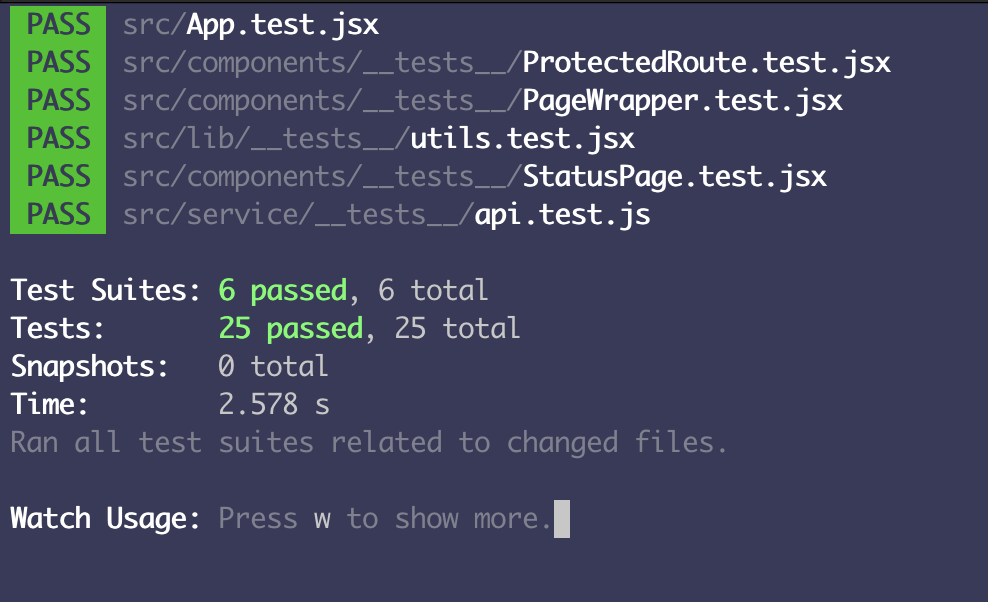 PASS src/App.test.jsx
PASS src/components/__tests__/ProtectedRoute.test.jsx
PASS src/components/__tests__/PageWrapper.test.jsx
PASS src/lib/__tests__/utils.test.jsx
PASS src/components/__tests__/StatusPage.test.jsx
PASS src/service/__tests__/api.test.js
Test Suites: 6 passed, 6 total
Tests: 25 passed, 25 total
Snapshots: 0 total
Time: 2.578 s
Ran all test suites related to changed files.
Watch Usage: Press w to show more.